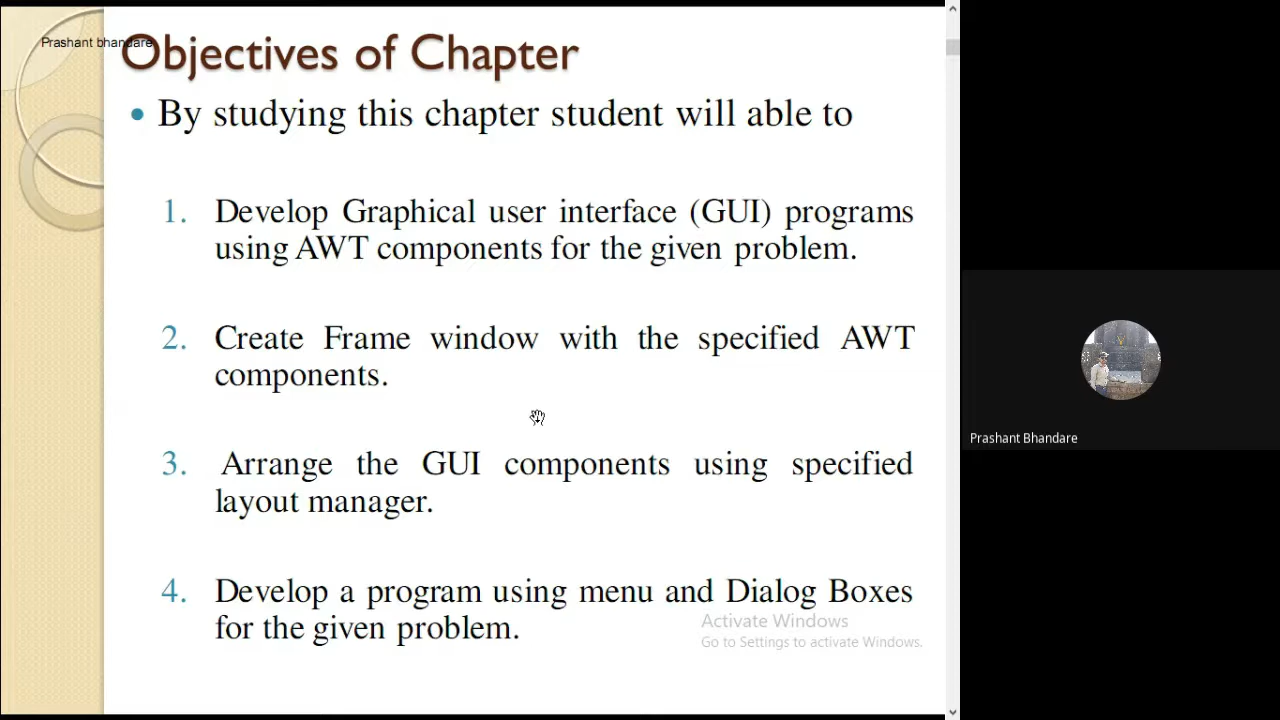 Prashant bhandare
Objectives of Chapter
• By studying this chapter student will able to
1. Develop Graphical user interface (GUI) programs
using AWT components for the given problem.
2. Create Frame window with the specified AWT
components.
3. Arrange the GUI components using specified
layout manager.
4. Develop a program using menu and Dialog Boxes
for the given problem.
Activate Windows
Go to Settings to activate Windows.
Prashant Bhandare